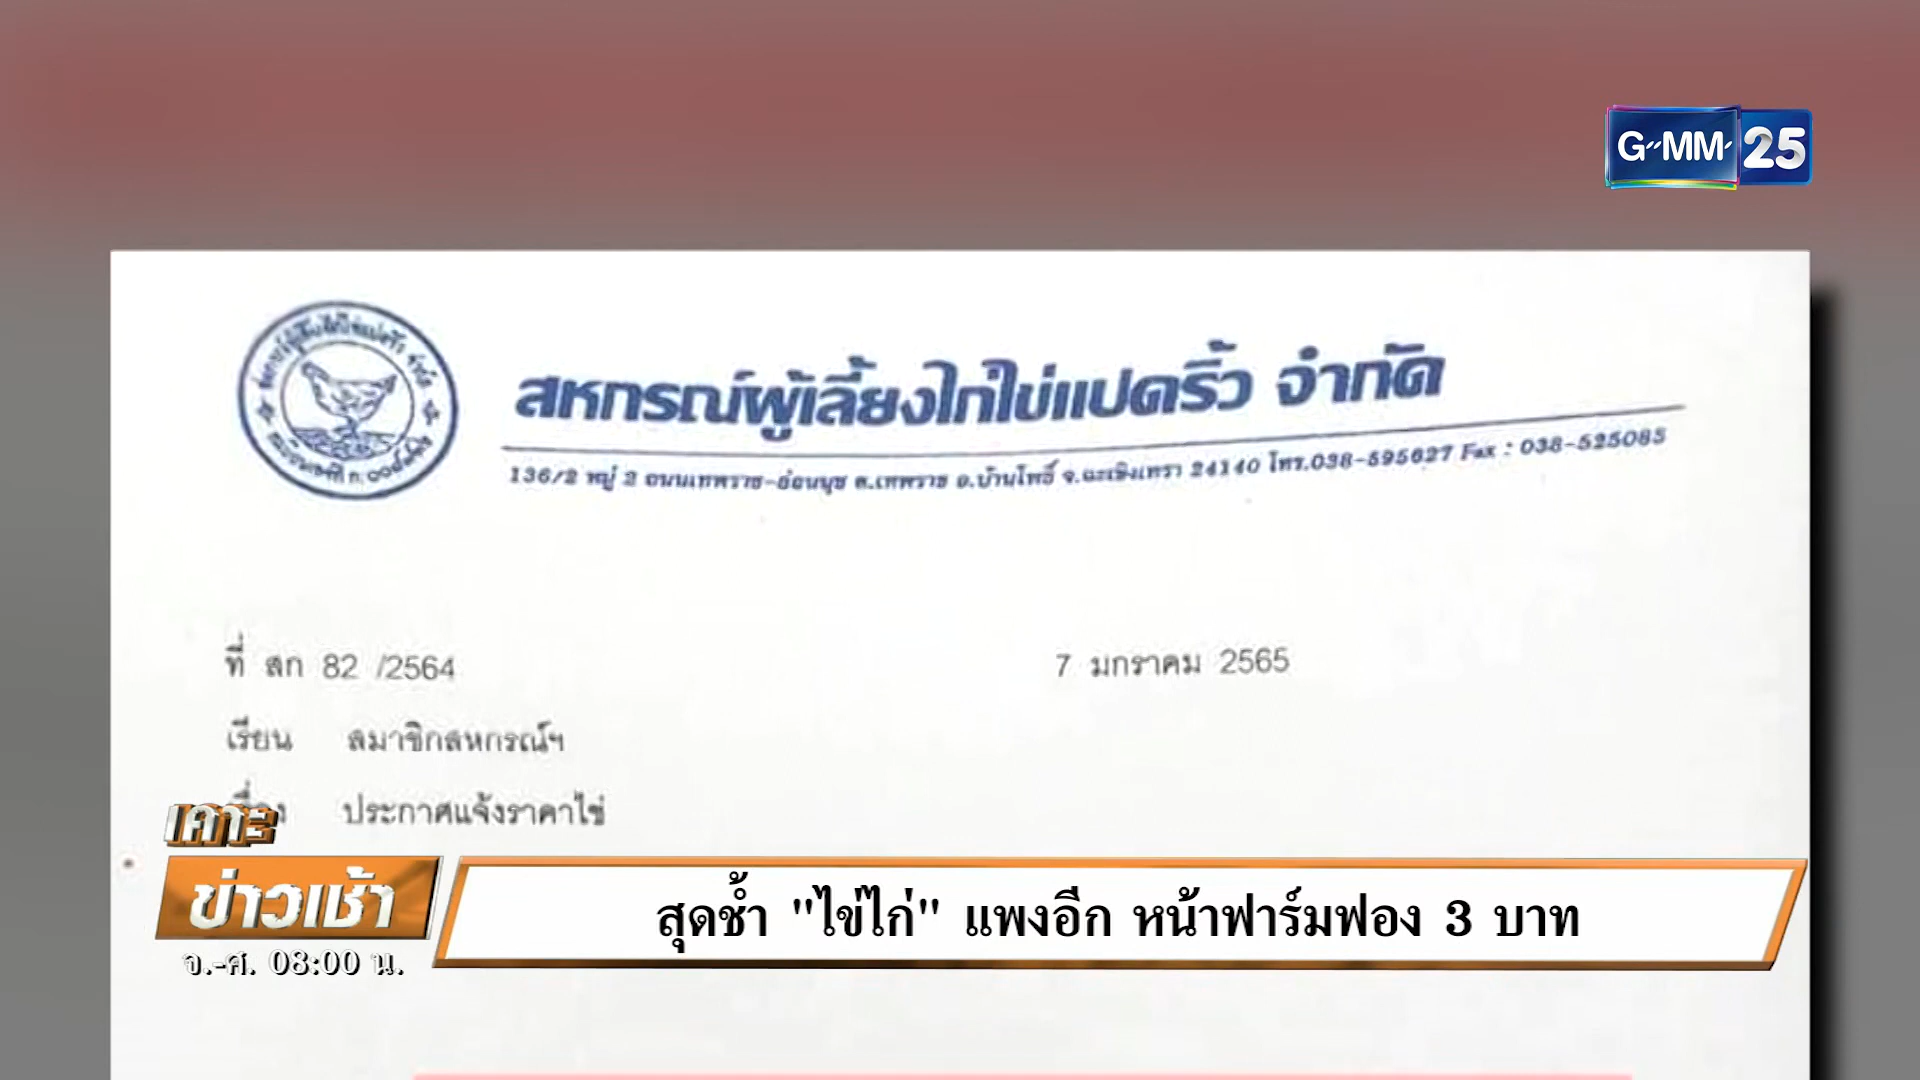 G"MM' 25
สหกรณ์ผู้เลี้ยงไก่ไข่แปดริ้ว จำกัด
136/2 หมู่ 2 ถนนเทพราช-อ่อนนุช ต.เทพราช อ.บ้านโพธิ์ จ.ฉะเชิงเทรา 24140 โทร.038-595627 Fax : 038-525085
ที่ สก 82 /2564
7 มกราคม 2565
เรียน สมาชิกสหกรณ์ฯ
ประกาศแจ้งราคาไข่
เคาะ
ข่าวเช้า
จ.-ศ. 08:00 น.
สุดช้ำ "ไข่ไก่" แพงอีก หน้าฟาร์มฟอง 3 บาท